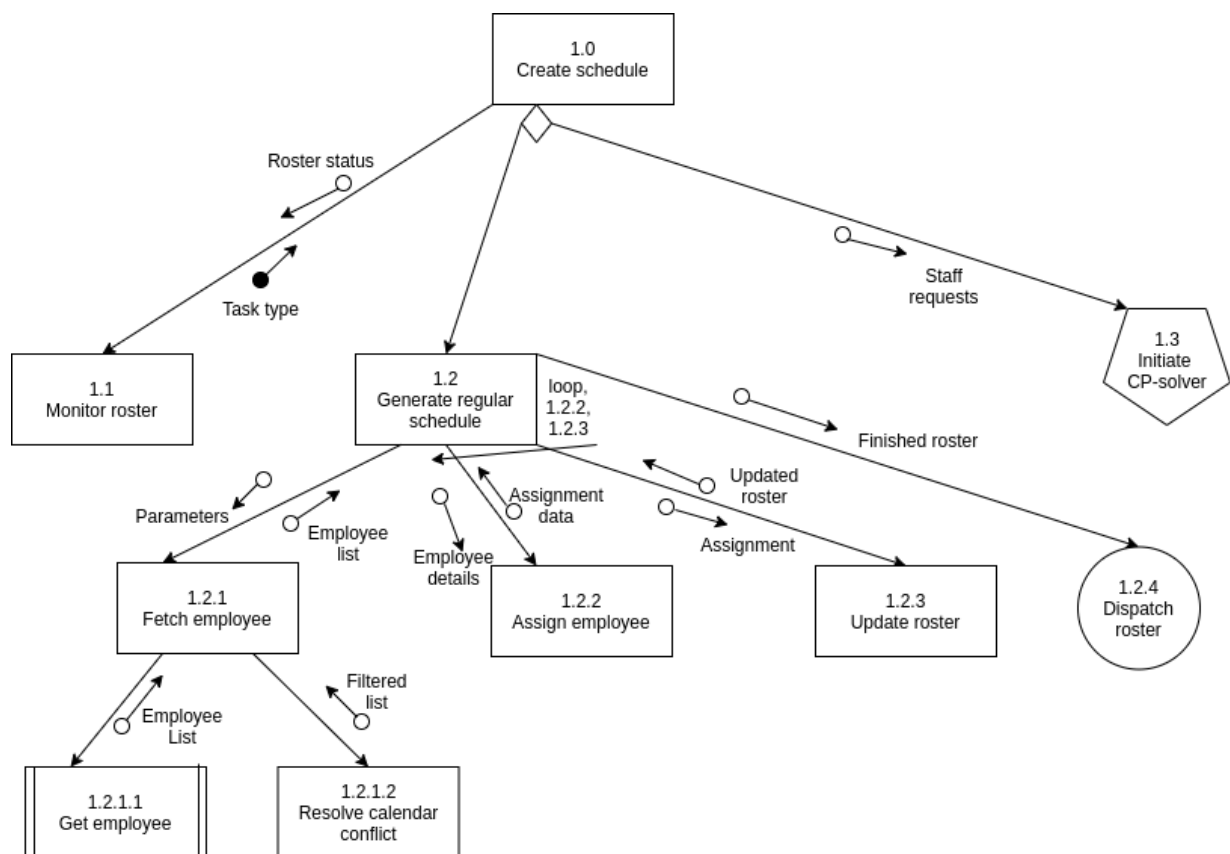 1.0
Create schedule
Roster status
Task type
Staff
requests
1.1
Monitor roster
1.2
Generate regular
schedule
loop,
1.2.2,
1.2.3
1.3
Initiate
CP-solver
Finished roster
Parameters
Employee
list
Employee
details
Assignment
data
Updated
roster
Assignment
1.2.1
Fetch employee
1.2.2
Assign employee
1.2.3
Update roster
1.2.4
Dispatch
roster
Employee
List
Filtered
list
1.2.1.1
Get employee
1.2.1.2
Resolve calendar
conflict